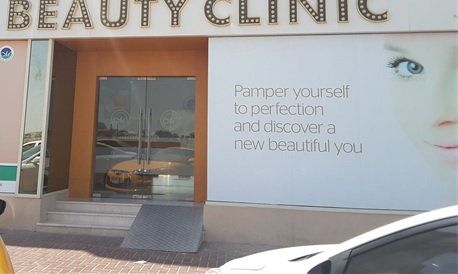 BEAUTY CLINIC
Pamper yourself
to perfection
and discover a
new beautiful you